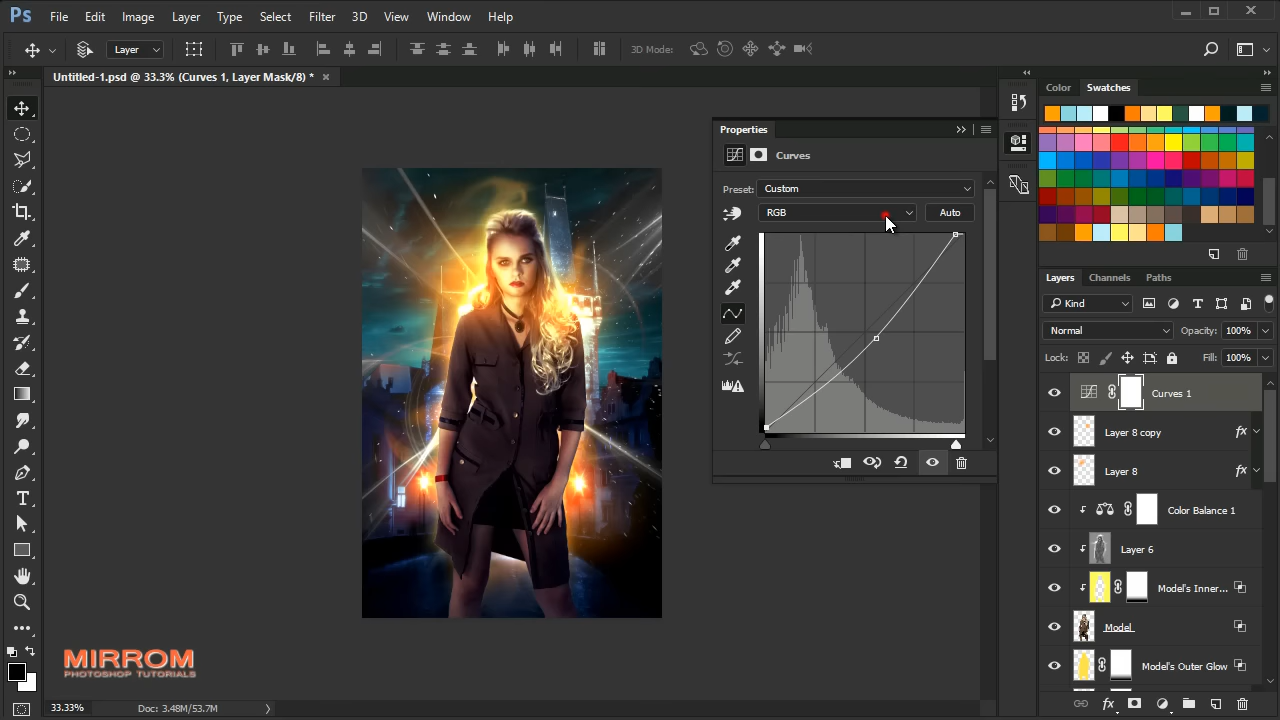 Ps File Edit Image Layer Type Select Filter 3D View Window Help
Layer 3D Mode:
Untitled-1.psd @ 33.3% (Curves 1, Layer Mask/8) *
Color Swatches
Properties
Curves
Preset: Custom
RGB Auto
Layers Channels Paths
Kind
Normal Opacity: 100%
Lock: Fill: 100%
Curves 1
Layer 8 copy fx
Layer 8 fx
Color Balance 1
Layer 6
Model's Inner...
Model
Model's Outer Glow
fx
MIRROM
PHOTOSHOP TUTORIALS
33.33% Doc: 3.48M/53.7M